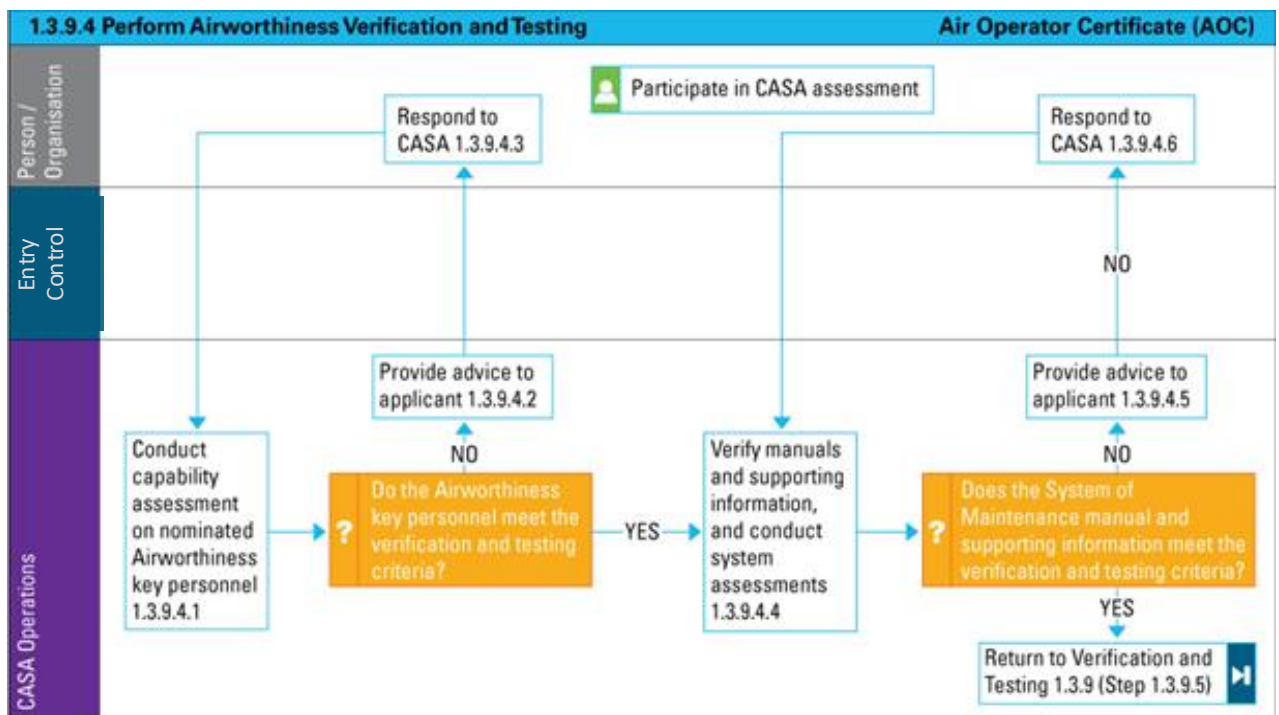 1.3.9.4 Perform Airworthiness Verification and Testing
Air Operator Certificate (AOC)
Person /
Organisation
Participate in CASA assessment
Respond to
CASA 1.3.9.4.3
Respond to
CASA 1.3.9.4.6
Entry
Control
NO
CASA Operations
Provide advice to
applicant 1.3.9.4.2
Provide advice to
applicant 1.3.9.4.5
Conduct
capability
assessment
on nominated
Airworthiness
key personnel
1.3.9.4.1
NO
? Do the Airworthiness
key personnel meet the
verification and testing
criteria?
YES
Verify manuals
and supporting
information,
and conduct
system
assessments
1.3.9.4.4
NO
? Does the System of
Maintenance manual and
supporting information meet the
verification and testing criteria?
YES
Return to Verification and
Testing 1.3.9 (Step 1.3.9.5)